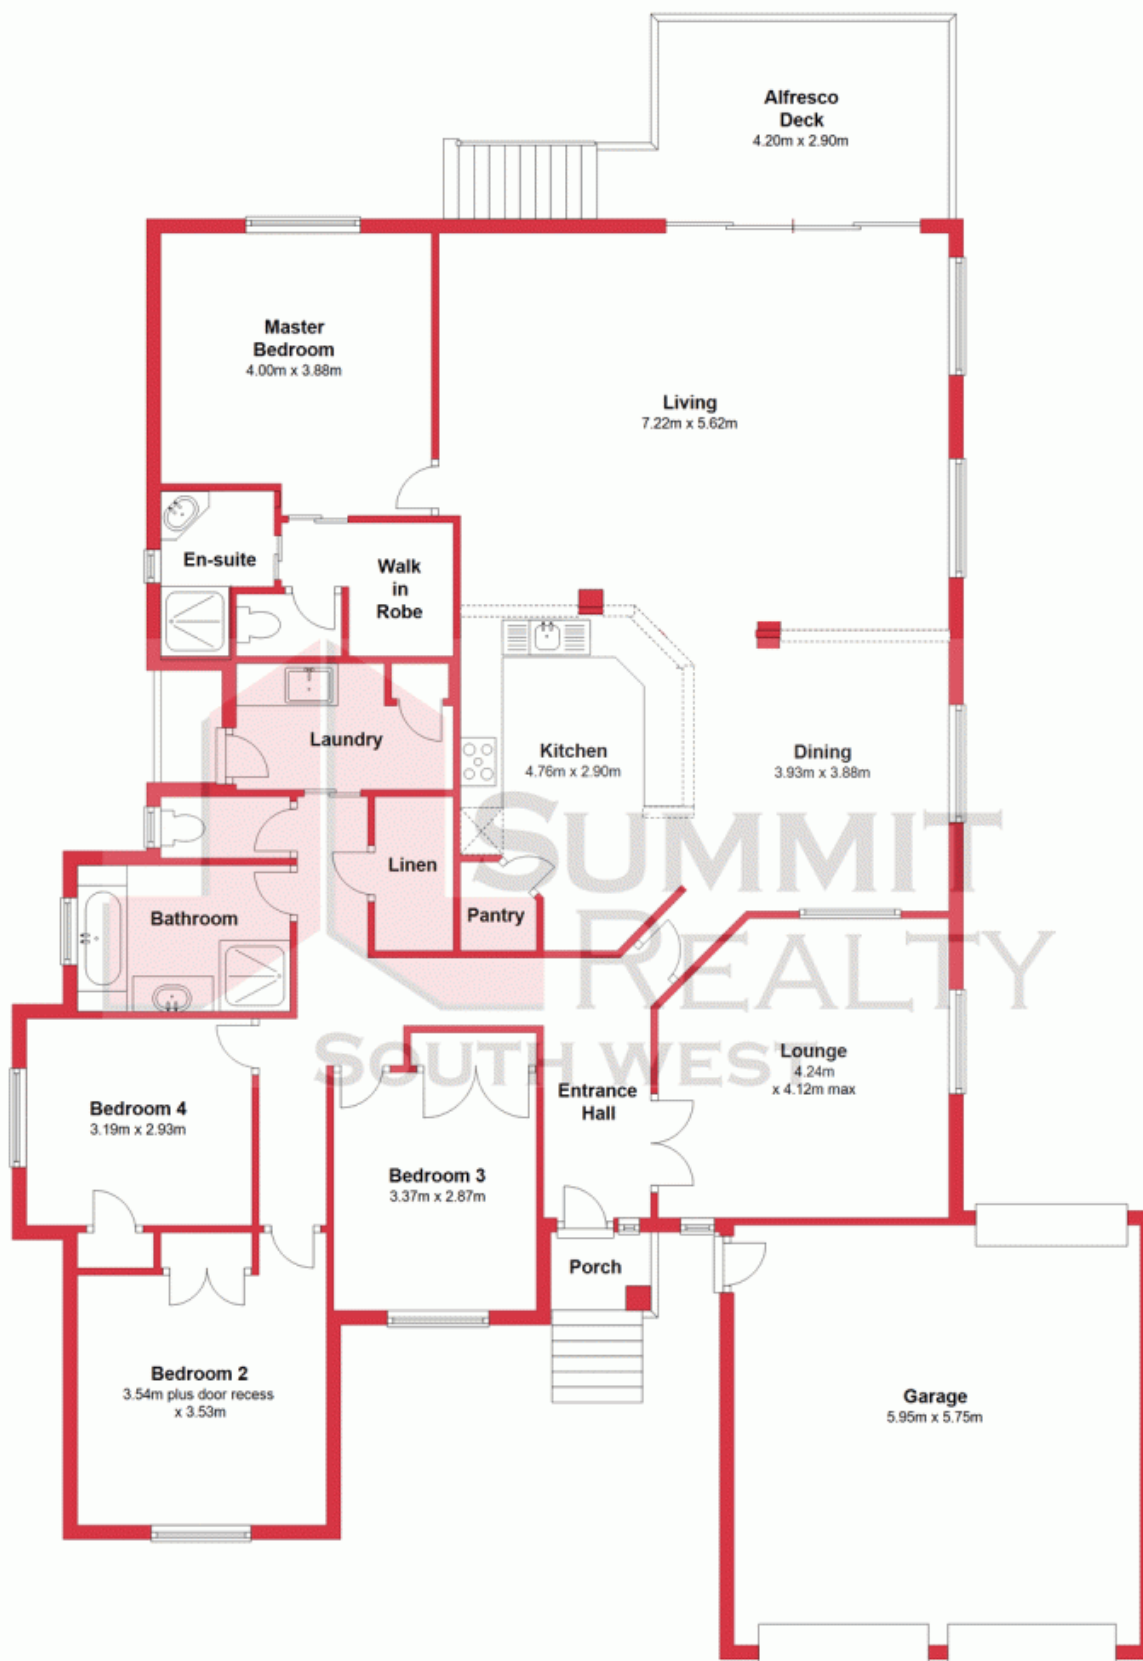 Alfresco
Deck
4.20m x 2.90m
Master
Bedroom
4.00m x 3.88m
Living
7.22m x 5.62m
En-suite
Walk
in
Robe
Laundry
Kitchen
4.76m x 2.90m
Dining
3.93m x 3.88m
SUMMIT
Linen
Pantry
Bathroom
REALTY
SOUTH WEST
Lounge
4.24m
x 4.12m max
Entrance
Hall
Bedroom 4
3.19m x 2.93m
Bedroom 3
3.37m x 2.87m
Porch
Bedroom 2
3.54m plus door recess
x 3.53m
Garage
5.95m x 5.75m